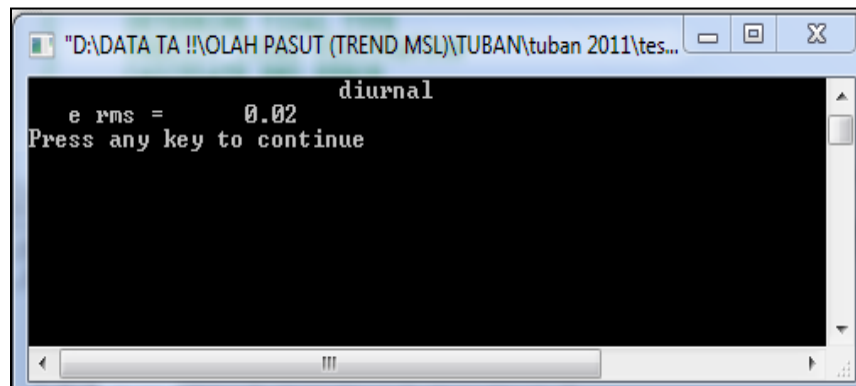 "D:\DATA TA !!\OLAH PASUT (TREND MSL)\TUBAN\tuban 2011\tes...
diurnal
e rms = 0.02
Press any key to continue